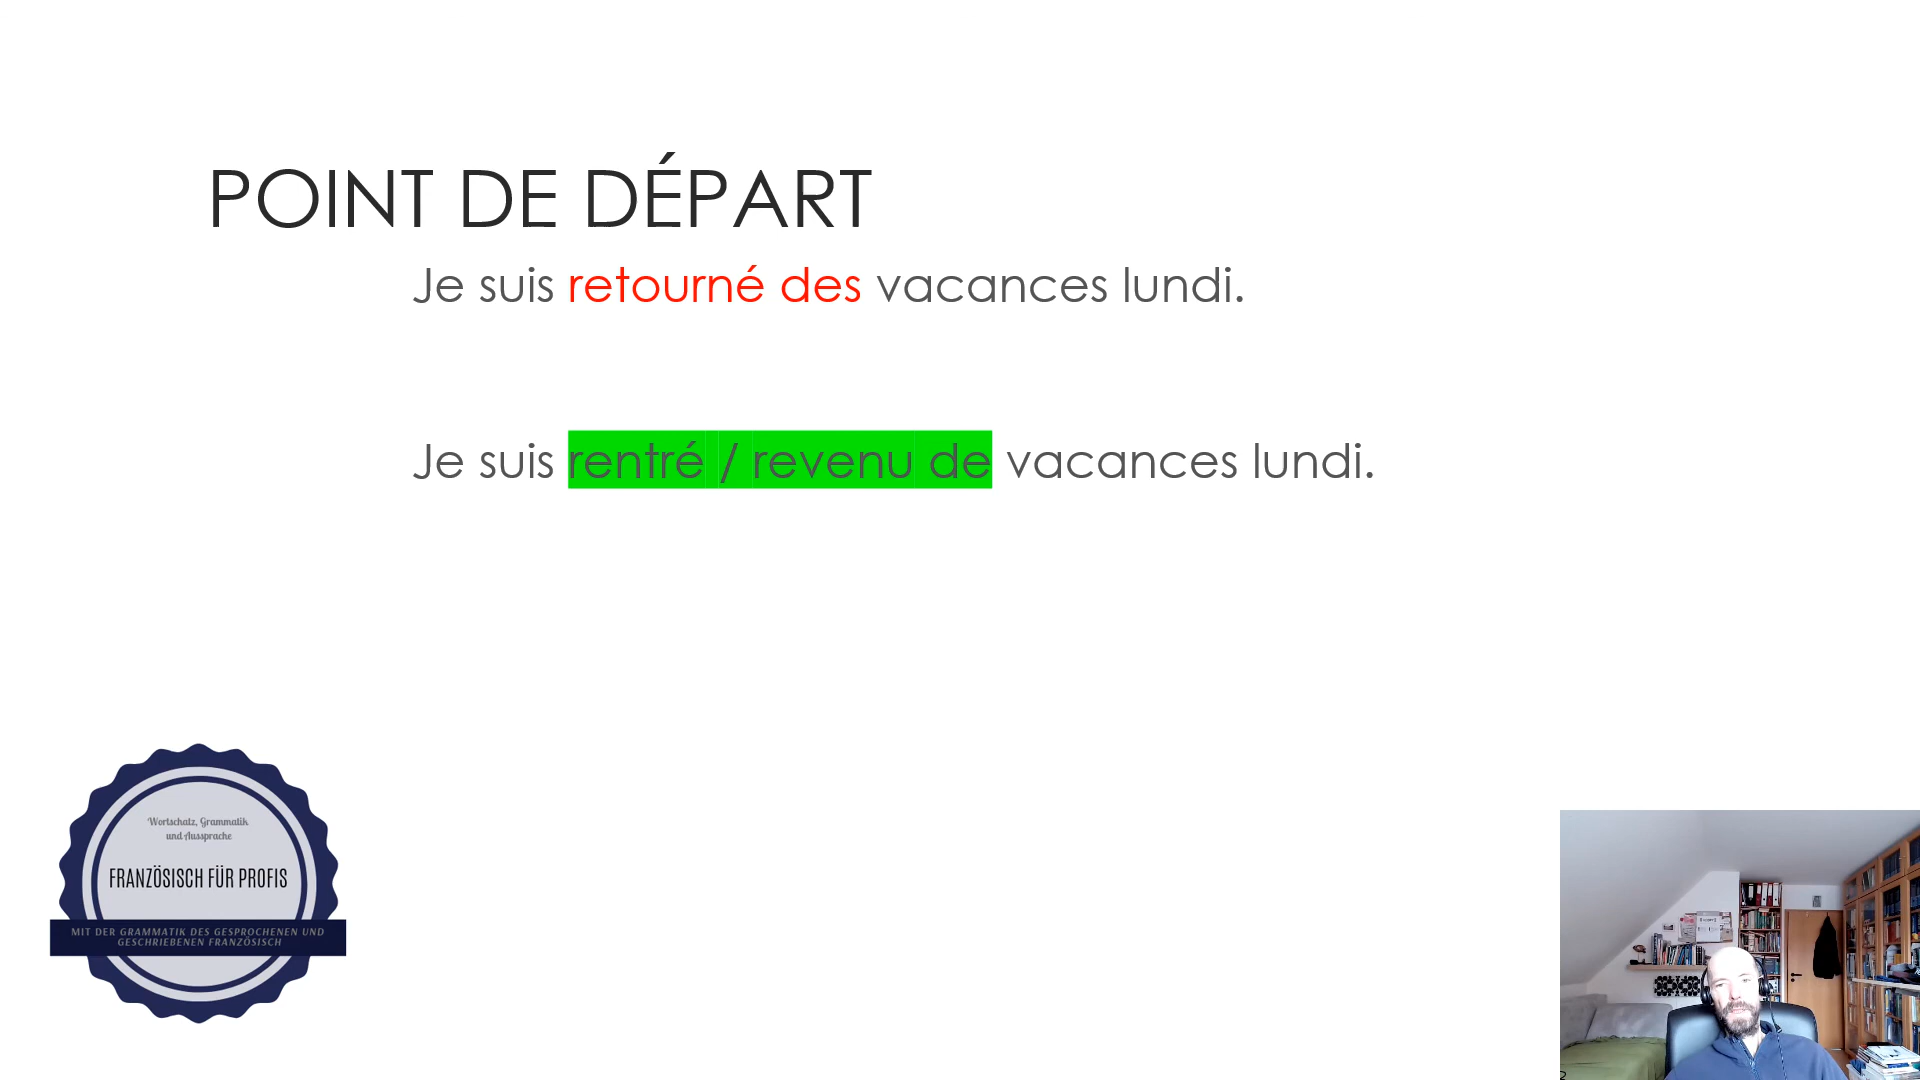 POINT DE DÉPART
Je suis retourné des vacances lundi.
Je suis rentré / revenu de vacances lundi.
Wortschatz, Grammatik
und Aussprache
FRANZÖSISCH FÜR PROFIS
MIT DER GRAMMATIK DES GESPROCHENEN UND
GESCHRIEBENEN FRANZÖSISCH